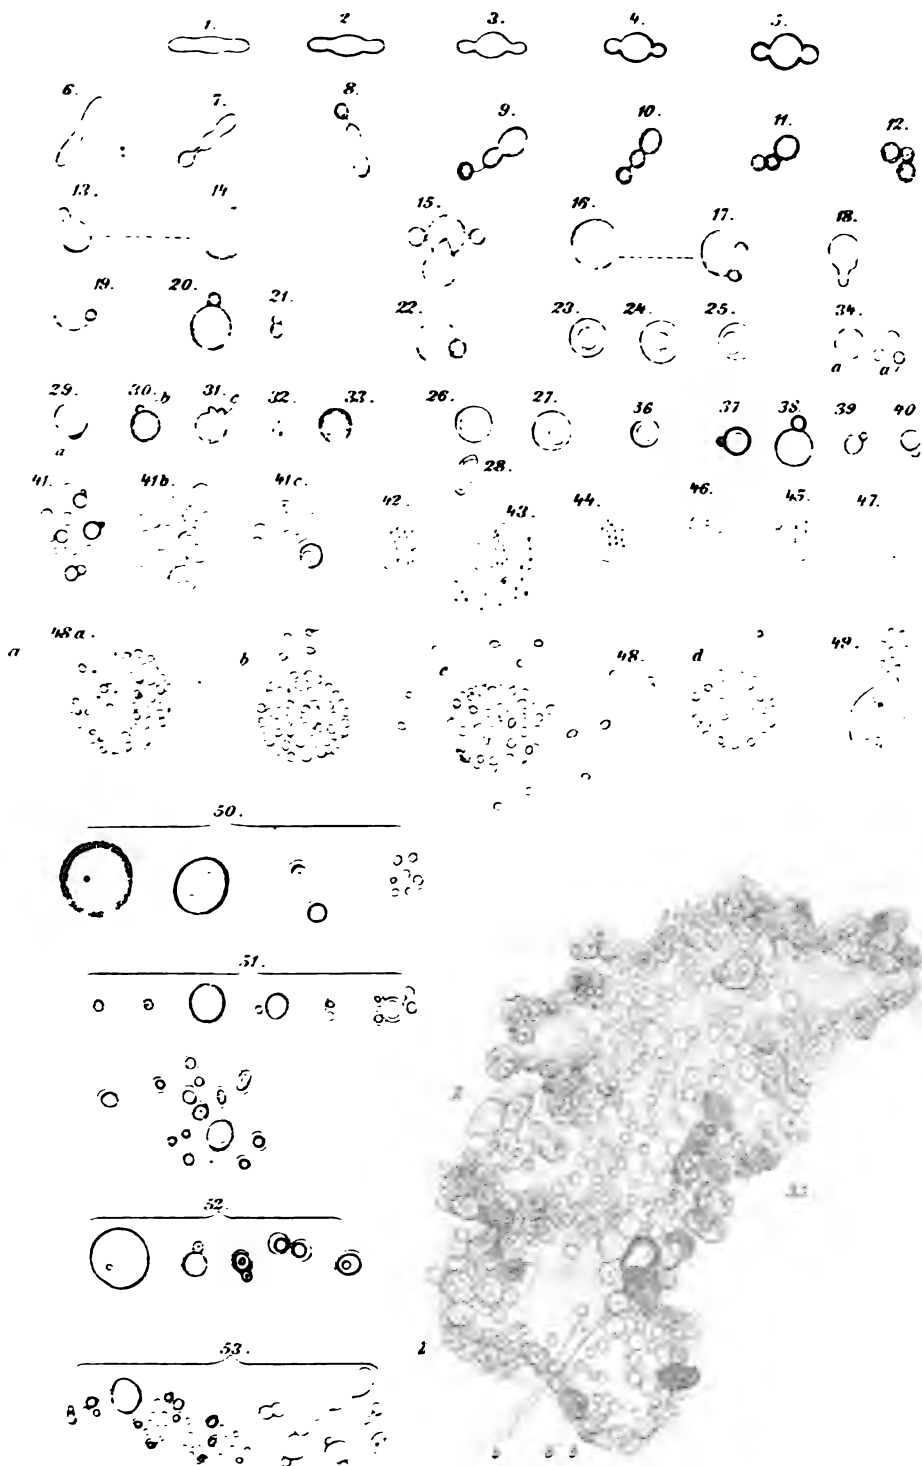 1. 2 3. 4. 5.
6. 7. 8. 9. 10. 11. 12.
13. 14 15. 16. 17. 18.
19. 20. 21. 22. 23. 24. 25. 34.
a a
29. 30. b 31. c 32. 33. 26. 27. 36 37 38. 39 40
a
28.
41. 41b 41c 42. 43. 44. 46. 45. 47.
a 48a. b c c 48. d 49.
50.
51.
52.
53.
b b b